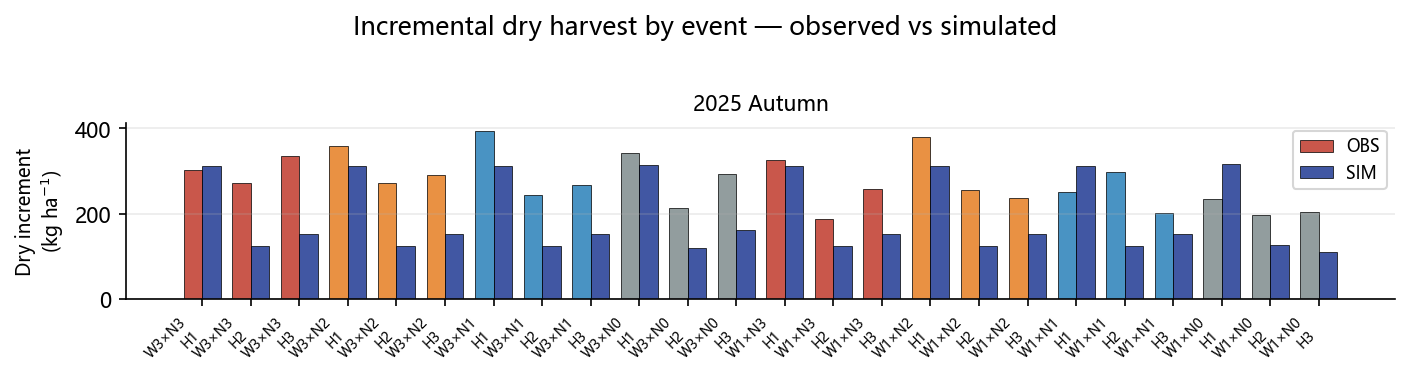 Incremental dry harvest by event — observed vs simulated
2025 Autumn
Dry increment
(kg ha⁻¹)
400
200
0
OBS
SIM
W3×N3
H1
W3×N3
H2
W3×N3
H3
W3×N2
H1
W3×N2
H2
W3×N2
H3
W3×N1
H1
W3×N1
H2
W3×N1
H3
W3×N0
H1
W3×N0
H2
W3×N0
H3
W1×N3
H1
W1×N3
H2
W1×N3
H3
W1×N2
H1
W1×N2
H2
W1×N2
H3
W1×N1
H1
W1×N1
H2
W1×N1
H3
W1×N0
H1
W1×N0
H2
W1×N0
H3